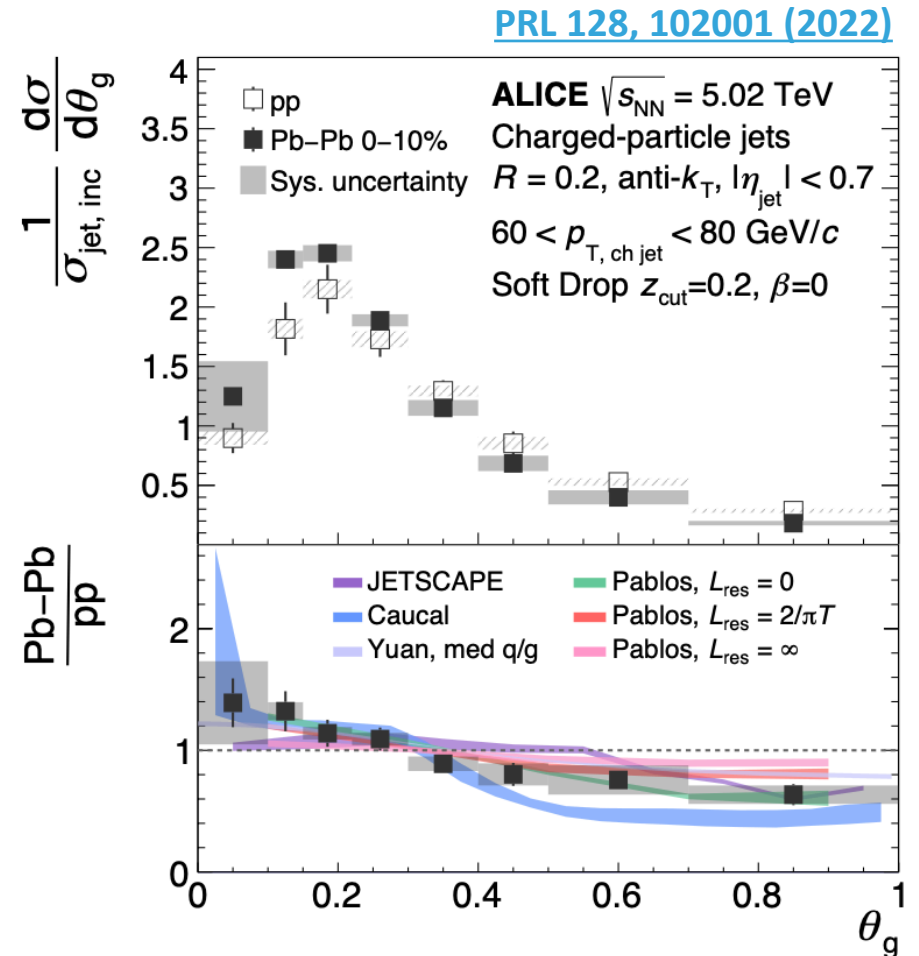 PRL 128, 102001 (2022)
1/σ_jet, inc dσ/dθ_g
4
3.5
3
2.5
2
1.5
1
0.5
pp
Pb−Pb 0−10%
Sys. uncertainty
ALICE √s_NN = 5.02 TeV
Charged-particle jets
R = 0.2, anti-k_T, |η_jet| < 0.7
60 < p_T, ch jet < 80 GeV/c
Soft Drop z_cut=0.2, β=0
Pb−Pb
pp
2
1
0
JETSCAPE
Caucal
Yuan, med q/g
Pablos, L_res = 0
Pablos, L_res = 2/πT
Pablos, L_res = ∞
0 0.2 0.4 0.6 0.8 1
θ_g